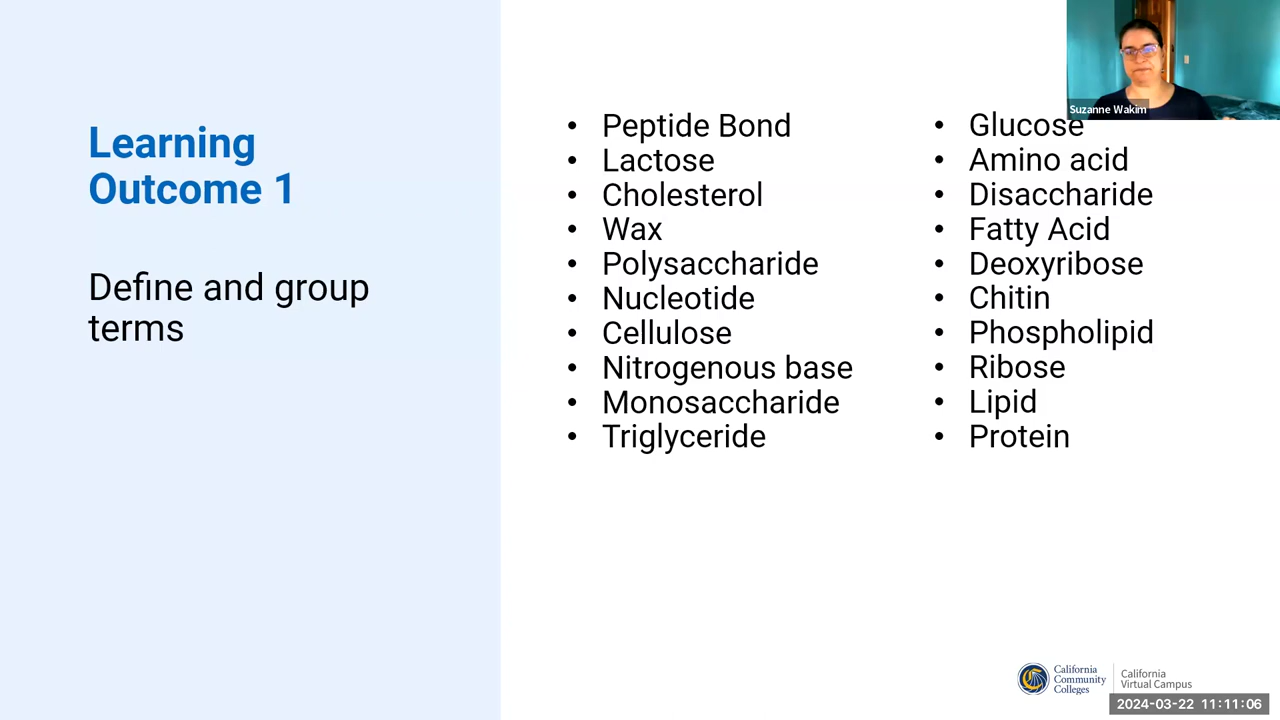 Learning
Outcome 1
Define and group
terms
• Peptide Bond
• Lactose
• Cholesterol
• Wax
• Polysaccharide
• Nucleotide
• Cellulose
• Nitrogenous base
• Monosaccharide
• Triglyceride
• Glucose
• Amino acid
• Disaccharide
• Fatty Acid
• Deoxyribose
• Chitin
• Phospholipid
• Ribose
• Lipid
• Protein
Suzanne Wakim
California
Community
Colleges
California
Virtual Campus
2024-03-22 11:11:06